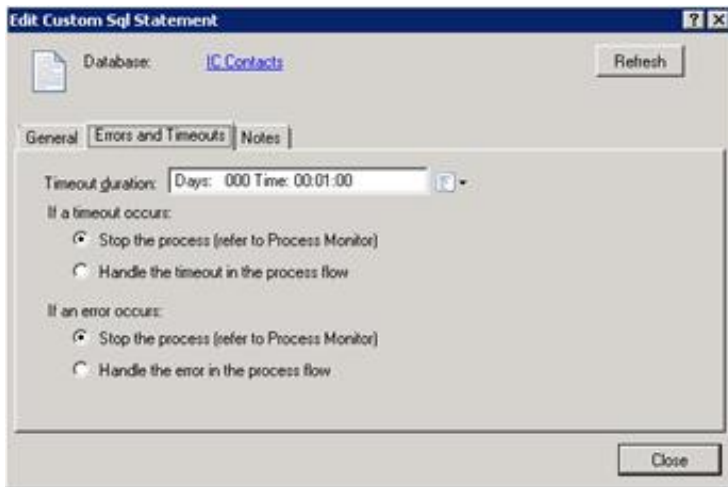 Edit Custom Sql Statement
Database: IC.Contacts Refresh
General Errors and Timeouts Notes
Timeout duration: Days: 000 Time: 00:01:00
If a timeout occurs:
Stop the process (refer to Process Monitor)
Handle the timeout in the process flow
If an error occurs:
Stop the process (refer to Process Monitor)
Handle the error in the process flow
Close